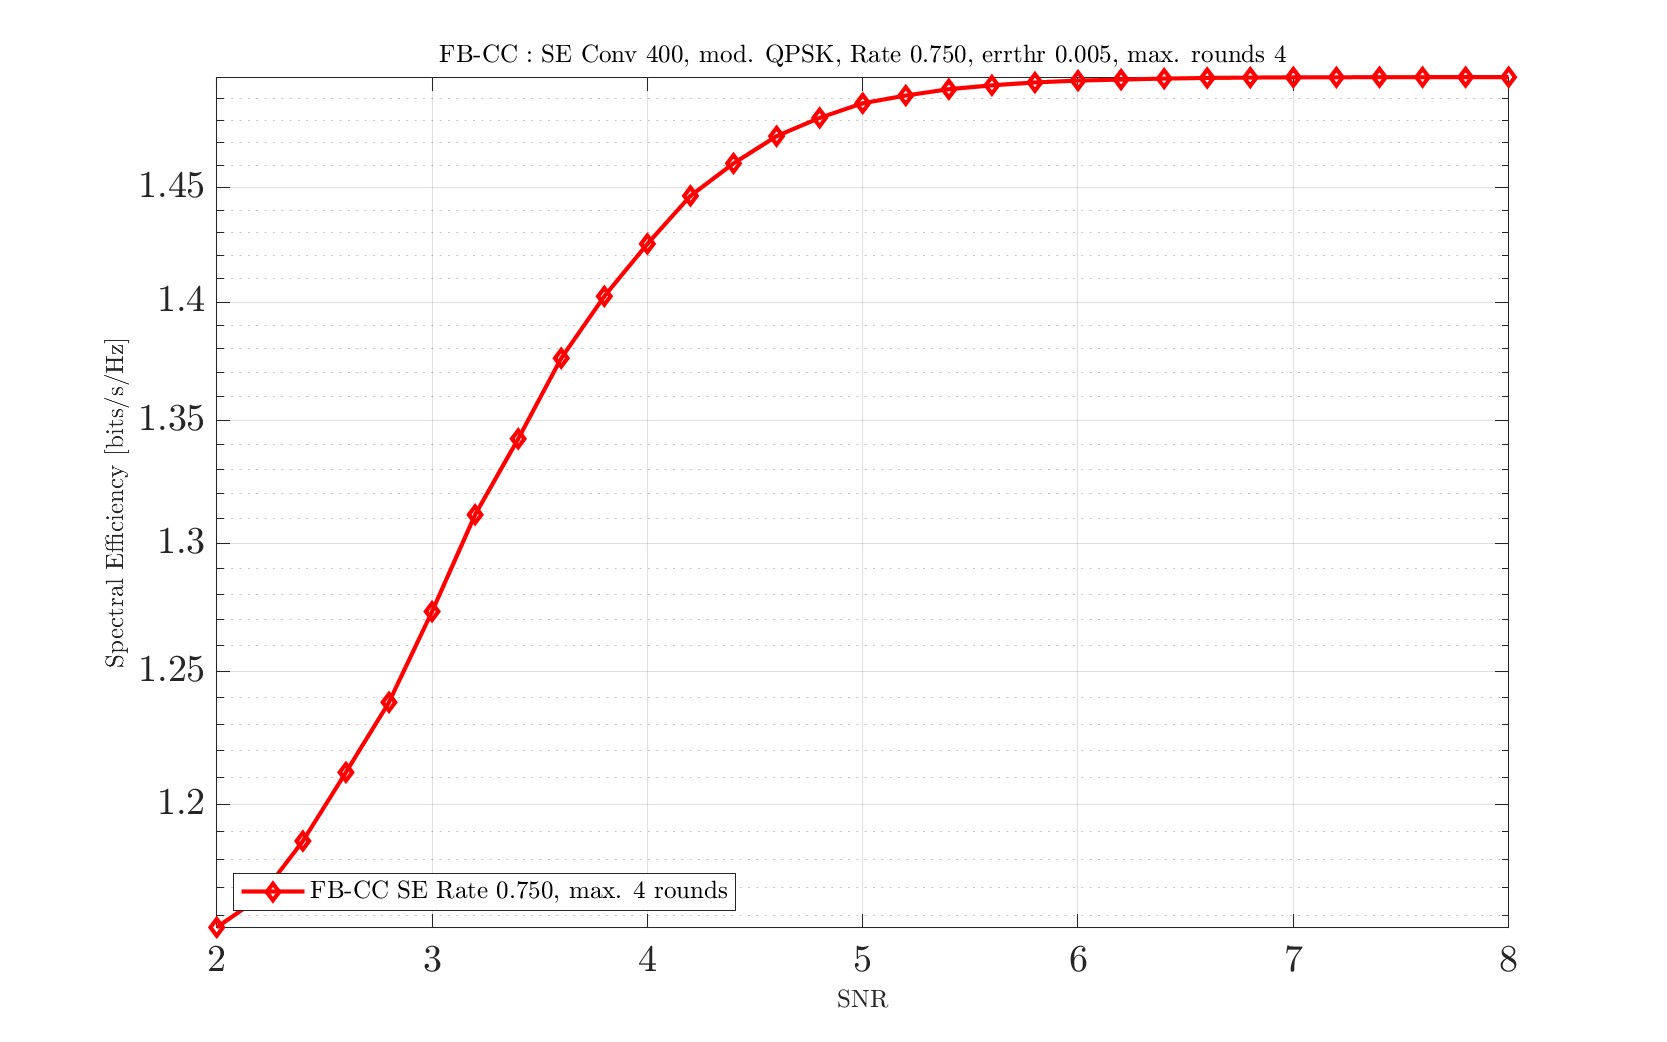 FB-CC : SE Conv 400, mod. QPSK, Rate 0.750, errthr 0.005, max. rounds 4
Spectral Efficiency [bits/s/Hz]
1.45
1.4
1.35
1.3
1.25
1.2
FB-CC SE Rate 0.750, max. 4 rounds
2 3 4 5 6 7 8
SNR